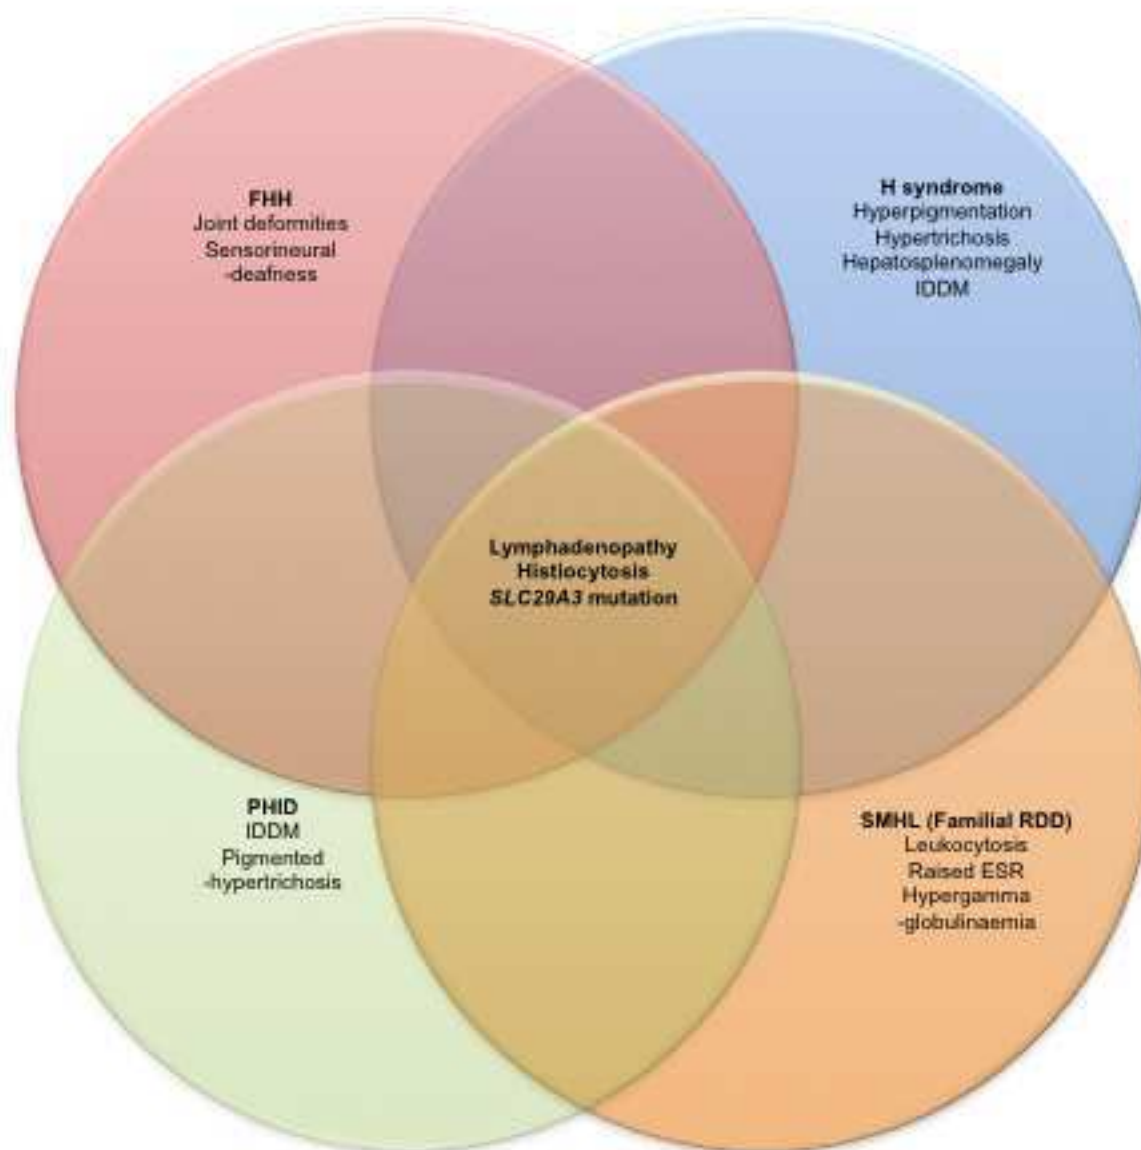 FHH
Joint deformities
Sensorineural
-deafness
H syndrome
Hyperpigmentation
Hypertrichosis
Hepatosplenomegaly
IDDM
Lymphadenopathy
Histiocytosis
SLC29A3 mutation
PHID
IDDM
Pigmented
-hypertrichosis
SMHL (Familial RDD)
Leukocytosis
Raised ESR
Hypergamma
-globulinaemia